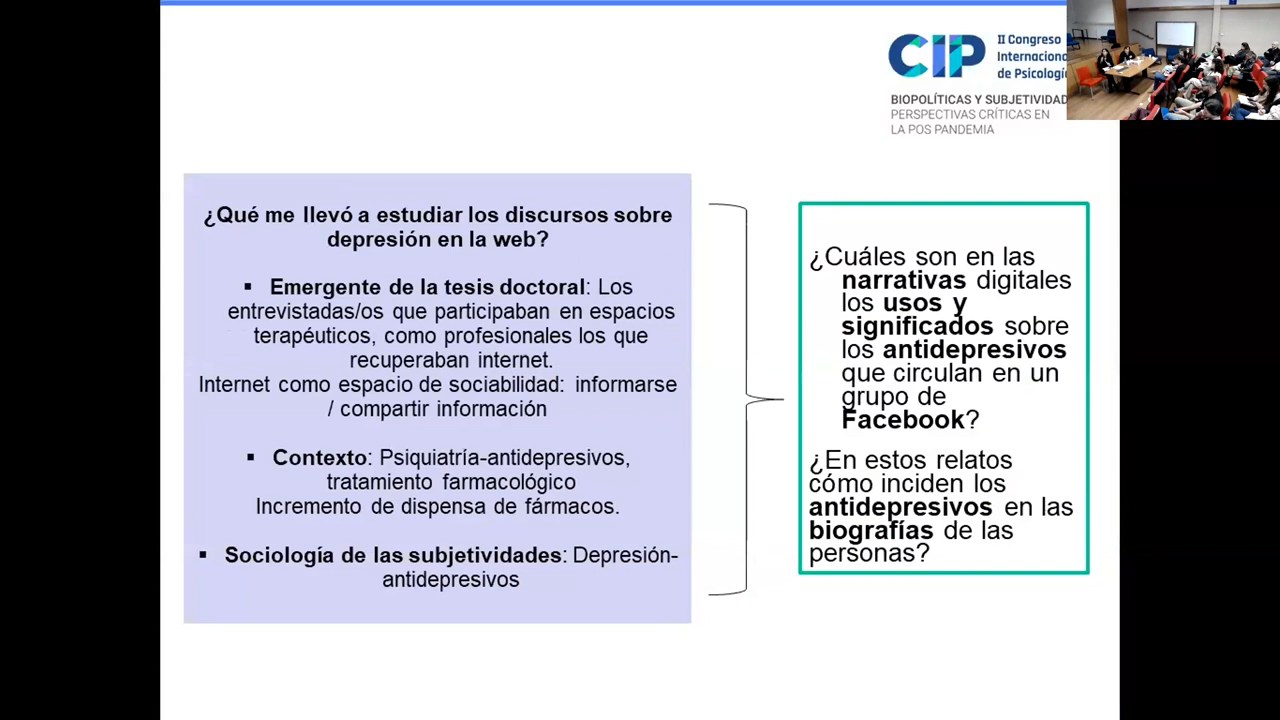 CIP
II Congreso
Internaciona
de Psicologí
BIOPOLÍTICAS Y SUBJETIVIDAD
PERSPECTIVAS CRÍTICAS EN
LA POS PANDEMIA
¿Qué me llevó a estudiar los discursos sobre
depresión en la web?
▪ Emergente de la tesis doctoral: Los
entrevistadas/os que participaban en espacios
terapéuticos, como profesionales los que
recuperaban internet.
Internet como espacio de sociabilidad: informarse
/ compartir información
▪ Contexto: Psiquiatría-antidepresivos,
tratamiento farmacológico
Incremento de dispensa de fármacos.
▪ Sociología de las subjetividades: Depresión-
antidepresivos
¿Cuáles son en las
narrativas digitales
los usos y
significados sobre
los antidepresivos
que circulan en un
grupo de
Facebook?
¿En estos relatos
cómo inciden los
antidepresivos en las
biografías de las
personas?